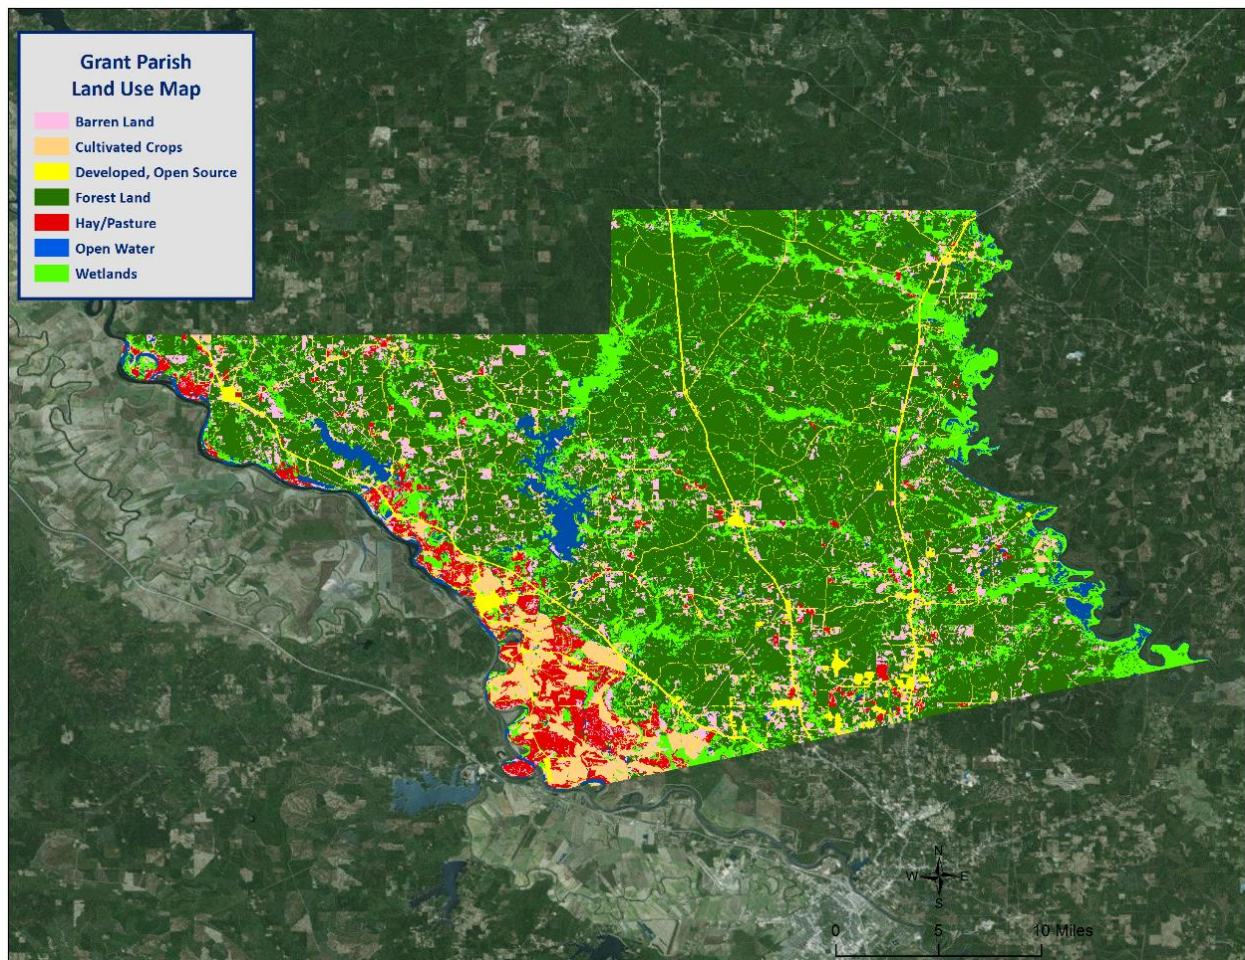 Grant Parish
Land Use Map
Barren Land
Cultivated Crops
Developed, Open Source
Forest Land
Hay/Pasture
Open Water
Wetlands
N
W E
S
0 5 10 Miles